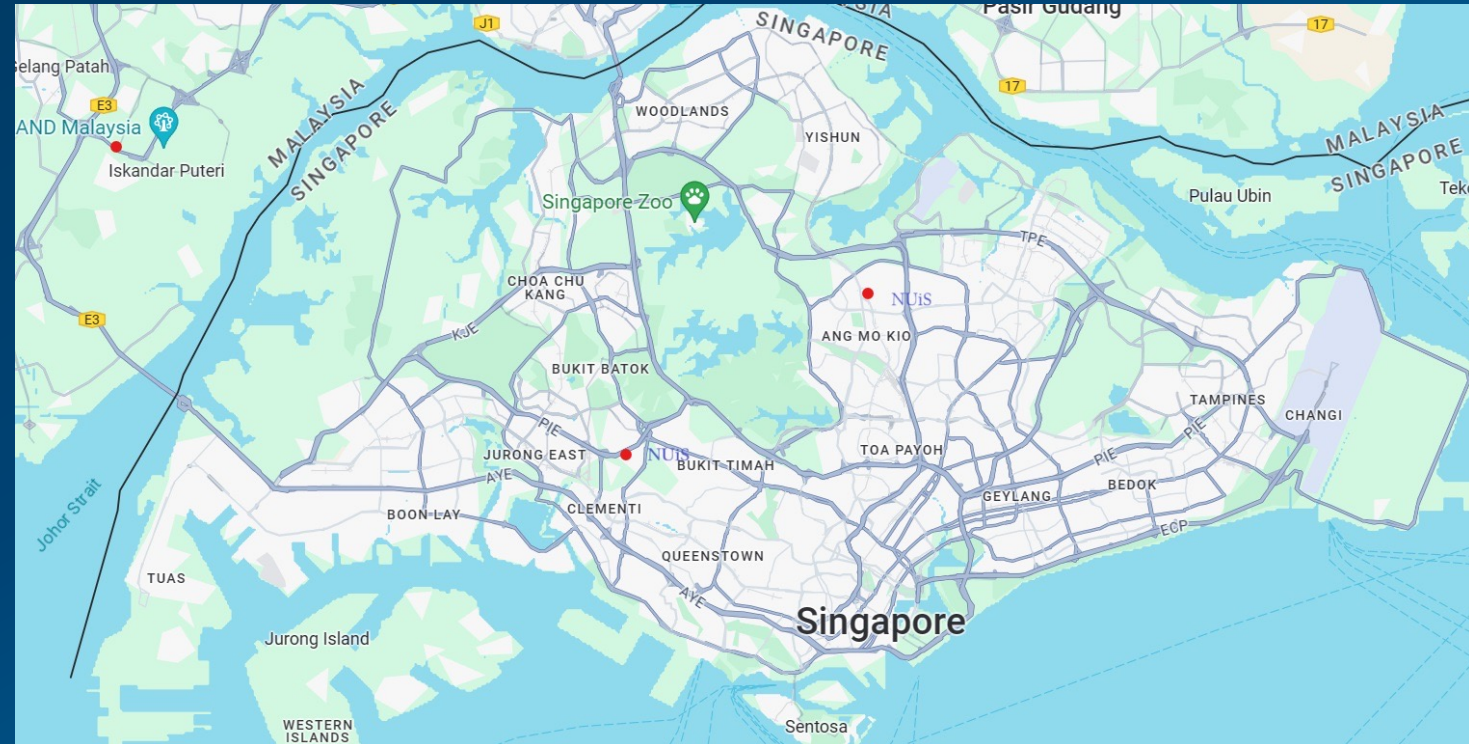 J1
SINGAPORE
Pasir Gudang
17
Gelang Patah
E3
AND Malaysia
Iskandar Puteri
MALAYSIA
SINGAPORE
WOODLANDS
YISHUN
17
MALAYSIA
SINGAPORE
Pulau Ubin
Singapore Zoo
TPE
CHOA CHU
KANG
NUiS
E3
KJE
ANG MO KIO
BUKIT BATOK
TAMPINES
CHANGI
PIE
PIE
JURONG EAST
NUiS
BUKIT TIMAH
TOA PAYOH
PIE
AYE
GEYLANG
BEDOK
BOON LAY
CLEMENTI
ECP
Johor Strait
QUEENSTOWN
TUAS
AYE
Singapore
Jurong Island
WESTERN
ISLANDS
Sentosa